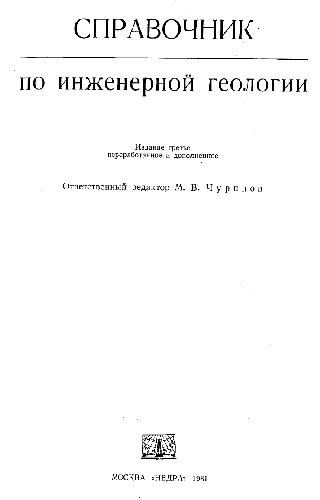 СПРАВОЧНИК
по инженерной геологии
Издание третье
переработанное и дополненное
Ответственный редактор М. В. Чуринов
МОСКВА «НЕДРА» 1981